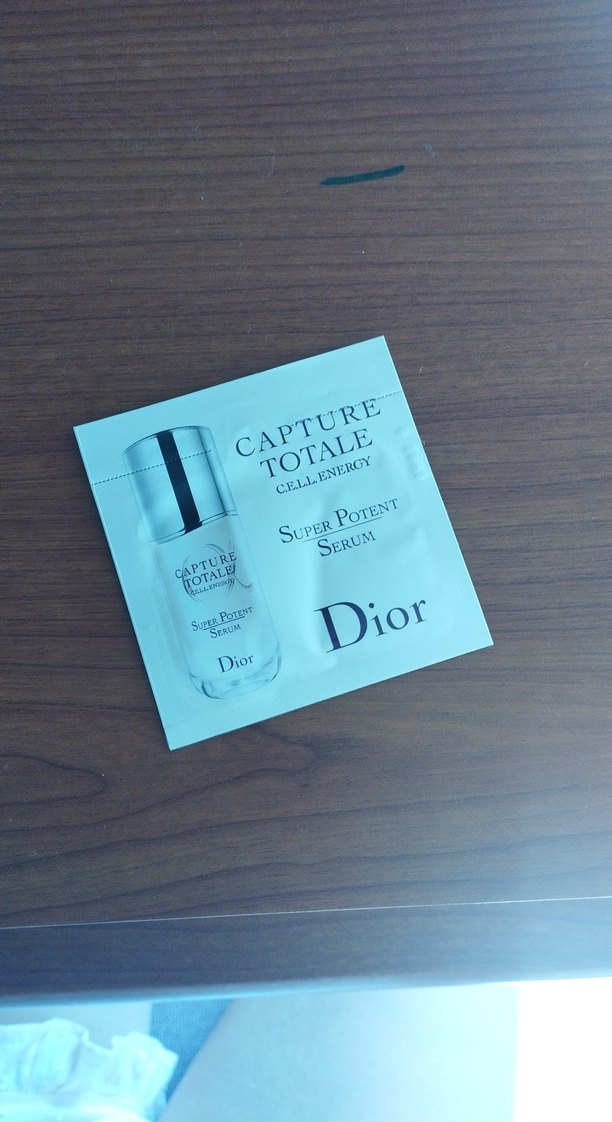 CAPTURE
TOTALE
C.E.L.L. ENERGY
SUPER POTENT
SERUM
Dior
CAPTURE
TOTALE
C.E.L.L. ENERGY
SUPER POTENT
SERUM
Dior